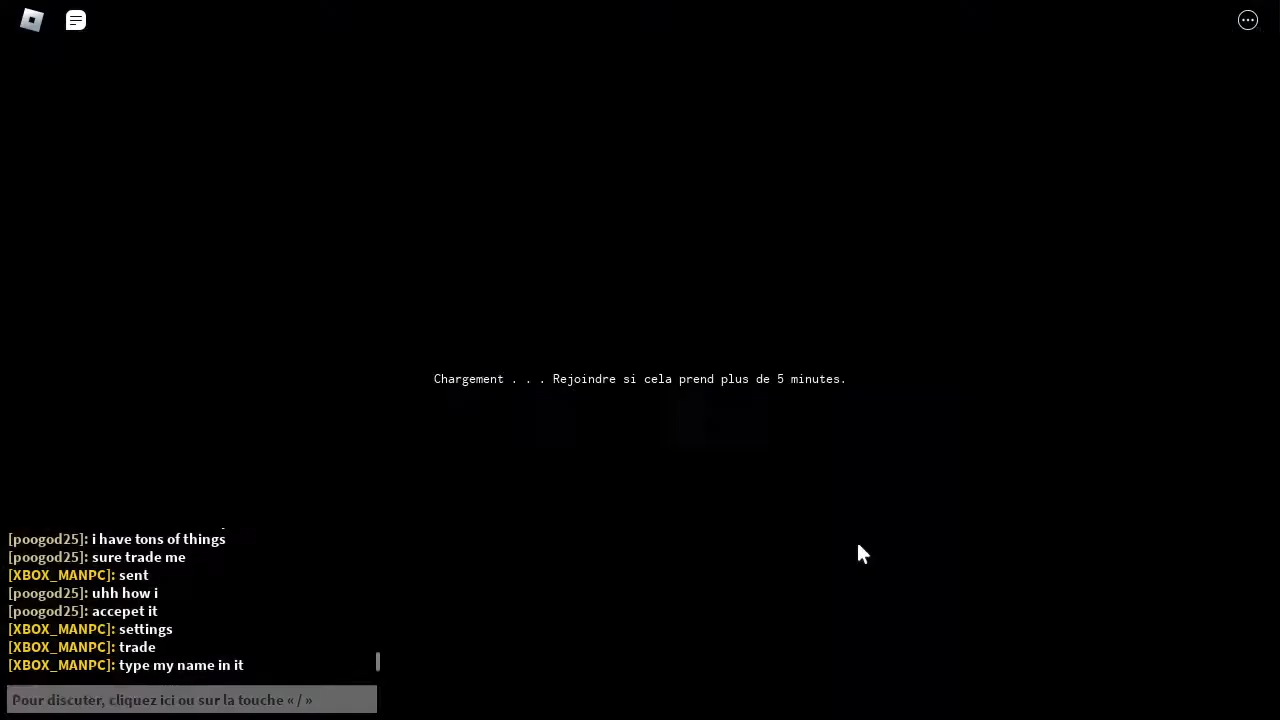 Chargement . . . Rejoindre si cela prend plus de 5 minutes.
[poogod25]: i have tons of things
[poogod25]: sure trade me
[XBOX_MANPC]: sent
[poogod25]: uhh how i
[poogod25]: accepet it
[XBOX_MANPC]: settings
[XBOX_MANPC]: trade
[XBOX_MANPC]: type my name in it
Pour discuter, cliquez ici ou sur la touche « / »